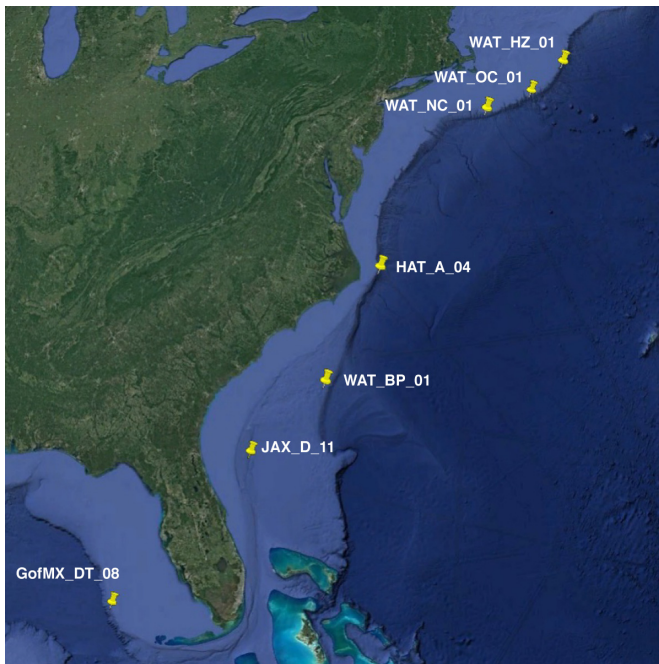 WAT_HZ_01
WAT_OC_01
WAT_NC_01
HAT_A_04
WAT_BP_01
JAX_D_11
GofMX_DT_08